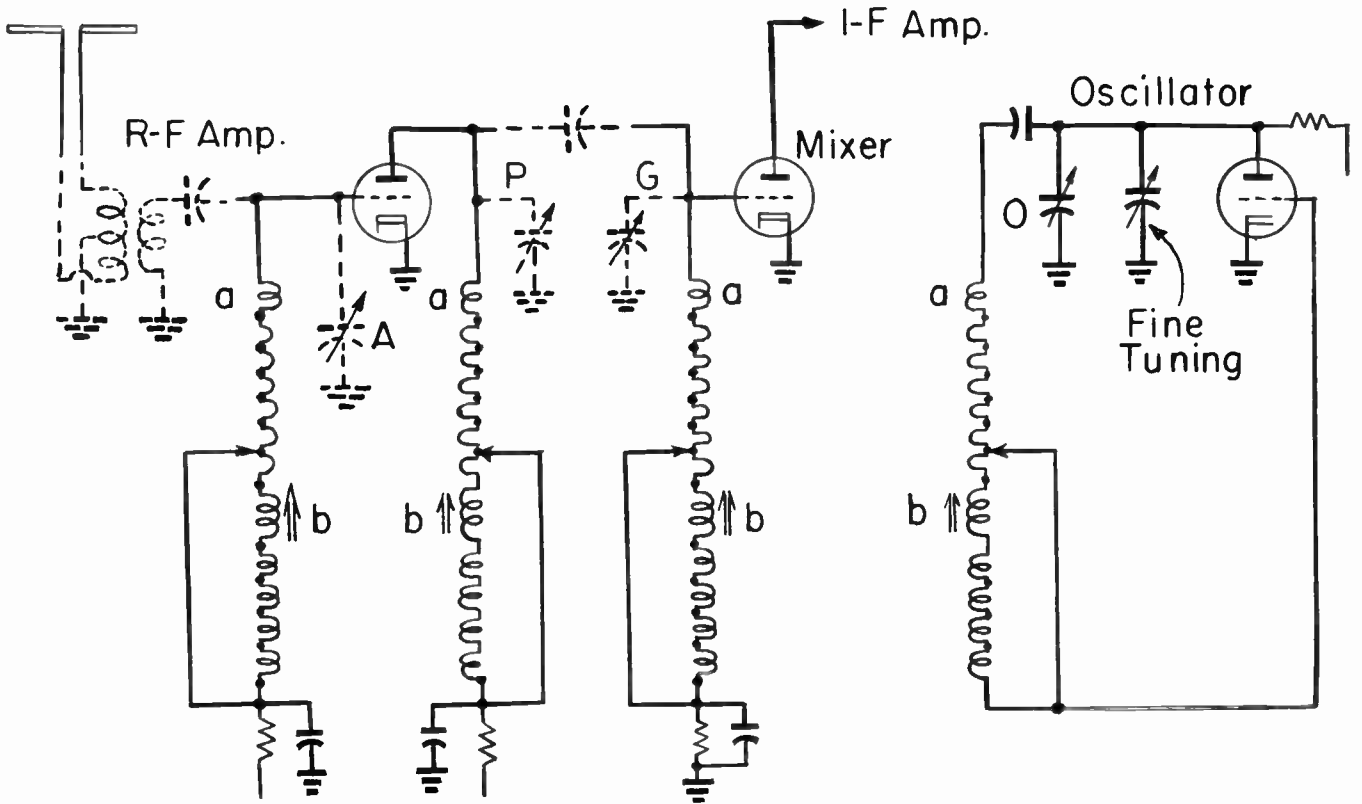 I-F Amp.
Oscillator
R-F Amp.
Mixer
P
G
O
A
a
a
a
a
Fine
Tuning
b
b
b
b